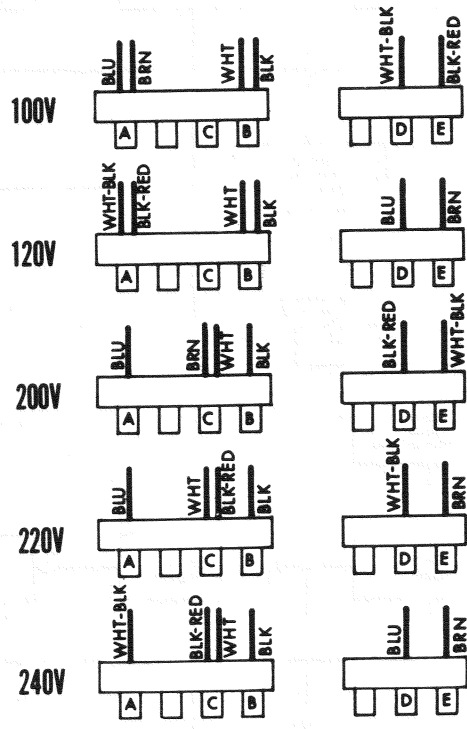 100V
BLU BRN WHT BLK WHT-BLK BLK-RED
A C B D E
120V
WHT-BLK BLK-RED WHT BLK BLU BRN
A C B D E
200V
BLU BRN WHT BLK BLK-RED WHT-BLK
A C B D E
220V
BLU WHT BLK-RED BLK WHT-BLK BRN
A C B D E
240V
WHT-BLK BLK-RED WHT BLK BLU BRN
A C B D E